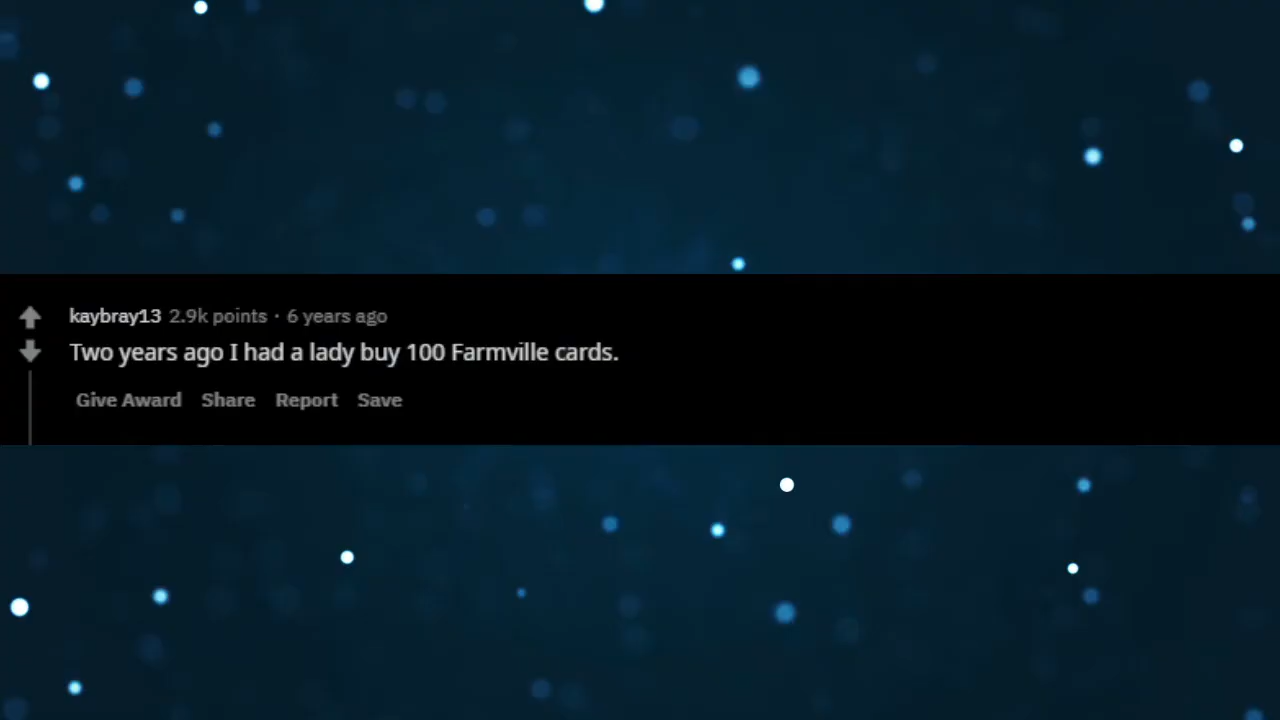 kaybray13 2.9k points · 6 years ago
Two years ago I had a lady buy 100 Farmville cards.
Give Award Share Report Save